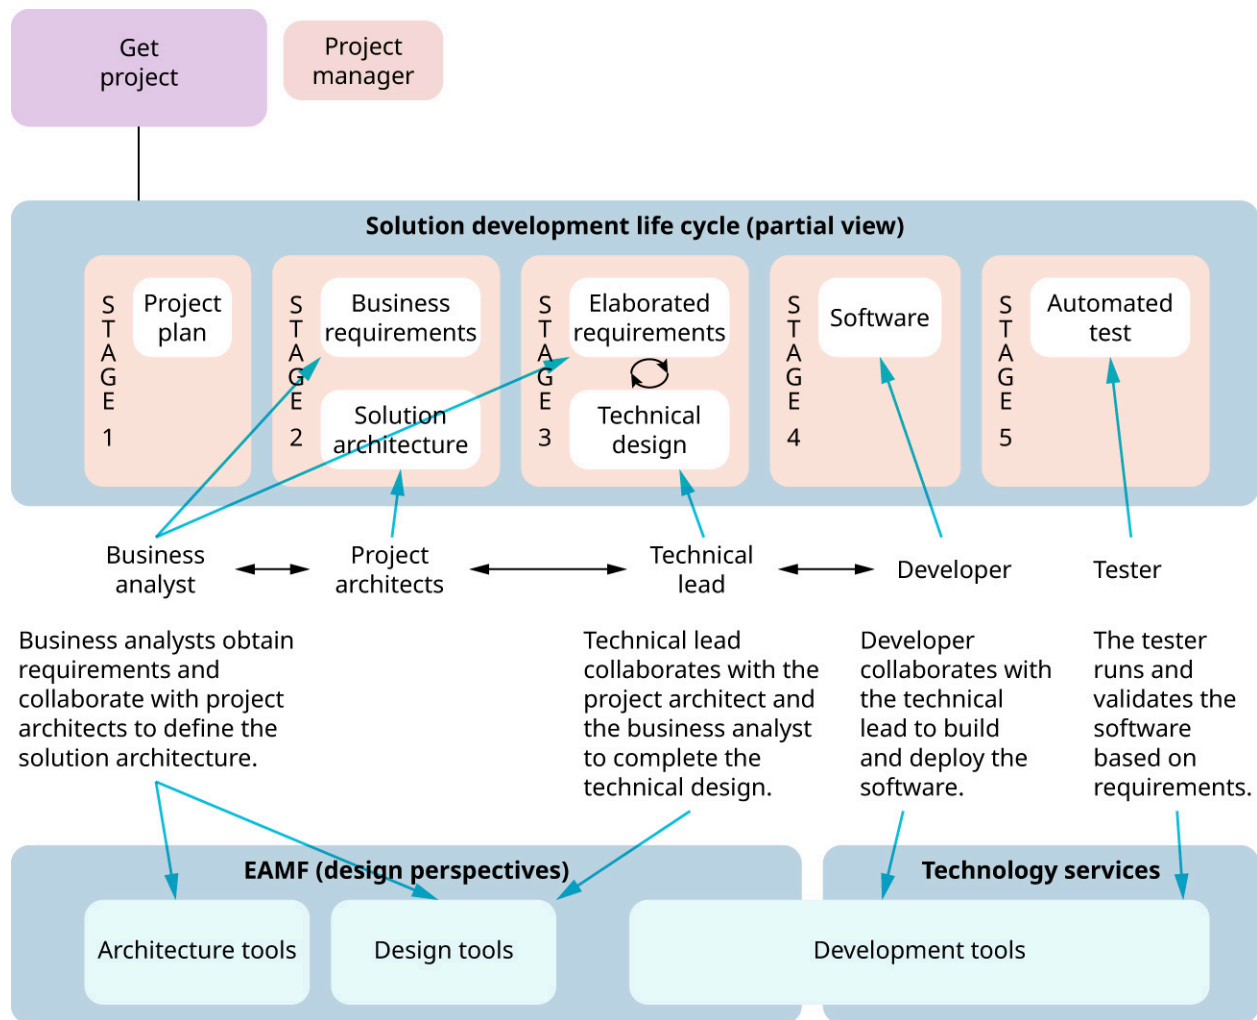 Get
project
Project
manager
Solution development life cycle (partial view)
STAGE 1
Project
plan
STAGE 2
Business
requirements
Solution
architecture
STAGE 3
Elaborated
requirements
Technical
design
STAGE 4
Software
STAGE 5
Automated
test
Business
analyst
Project
architects
Technical
lead
Developer
Tester
Business analysts obtain
requirements and
collaborate with project
architects to define the
solution architecture.
Technical lead
collaborates with the
project architect and
the business analyst
to complete the
technical design.
Developer
collaborates with
the technical
lead to build
and deploy the
software.
The tester
runs and
validates the
software
based on
requirements.
EAMF (design perspectives)
Architecture tools
Design tools
Technology services
Development tools